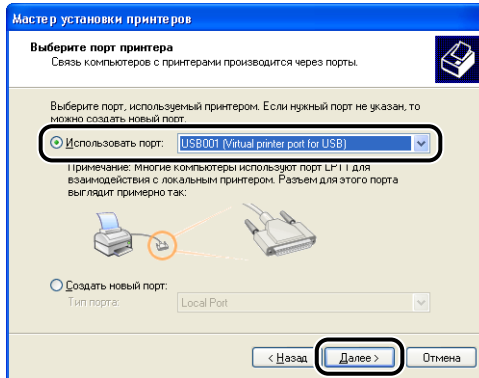 Мастер установки принтеров
Выберите порт принтера
Связь компьютеров с принтерами производится через порты.
Выберите порт, используемый принтером. Если нужный порт не указан, то
можно создать новый порт.
Использовать порт: USB001 (Virtual printer port for USB)
Примечание: Многие компьютеры используют порт LPT1 для
взаимодействия с локальным принтером. Разъем для этого порта
выглядит примерно так:
Создать новый порт:
Тип порта: Local Port
< Назад Далее > Отмена